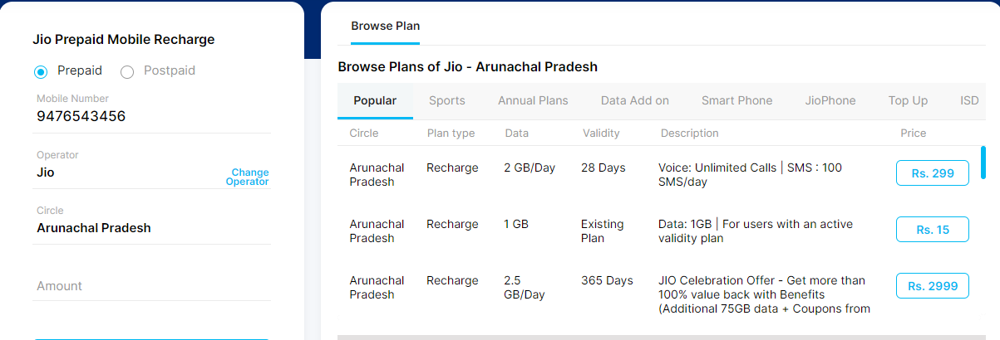 Jio Prepaid Mobile Recharge
Prepaid Postpaid
Mobile Number
9476543456
Operator
Jio
Change
Operator
Circle
Arunachal Pradesh
Amount
Browse Plan
Browse Plans of Jio - Arunachal Pradesh
Popular Sports Annual Plans Data Add on Smart Phone JioPhone Top Up ISD
Circle Plan type Data Validity Description Price
Arunachal Recharge 2 GB/Day 28 Days Voice: Unlimited Calls | SMS : 100 Rs. 299
Pradesh SMS/day
Arunachal Recharge 1 GB Existing Data: 1GB | For users with an active Rs. 15
Pradesh Plan validity plan
Arunachal Recharge 2.5 365 Days JIO Celebration Offer - Get more than Rs. 2999
Pradesh GB/Day 100% value back with Benefits
(Additional 75GB data + Coupons from